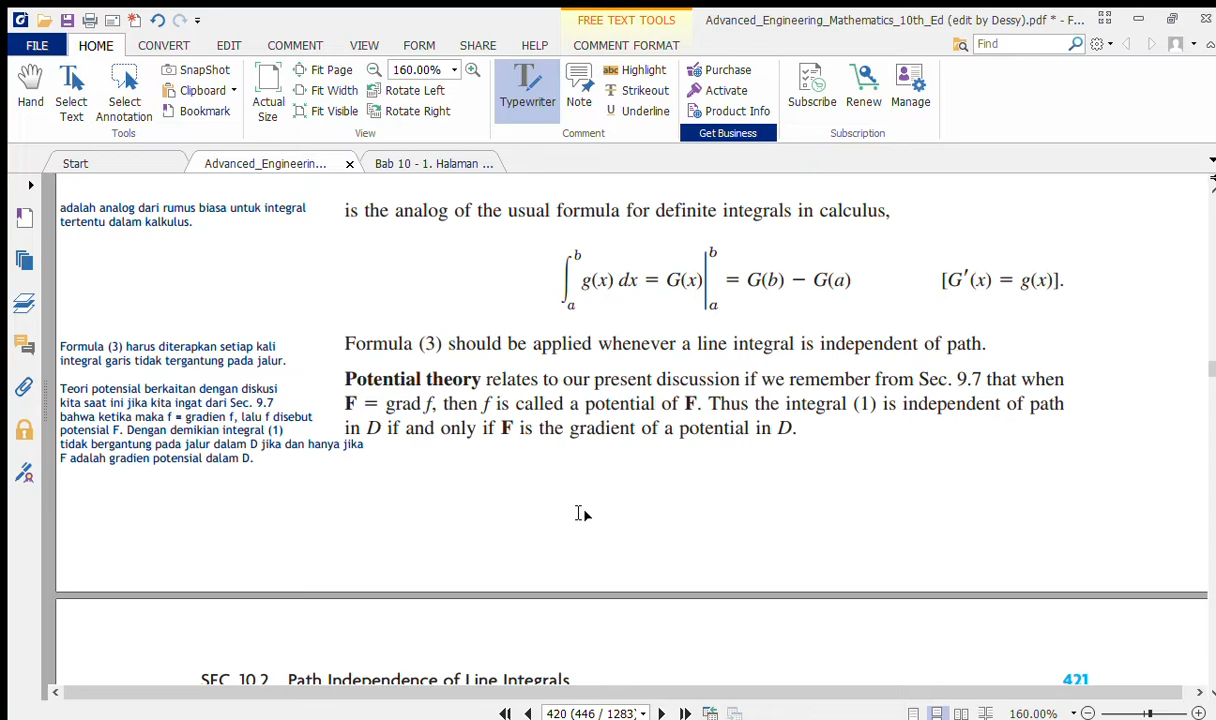 FREE TEXT TOOLS
Advanced_Engineering_Mathematics_10th_Ed (edit by Dessy).pdf * - F...
FILE HOME CONVERT EDIT COMMENT VIEW FORM SHARE HELP COMMENT FORMAT Find
Hand
Select Text
Select Annotation
SnapShot
Clipboard
Bookmark
Tools
Actual Size
Fit Page
Fit Width
Fit Visible
160.00%
Rotate Left
Rotate Right
View
Typewriter
Note
Highlight
Strikeout
Underline
Comment
Purchase
Activate
Product Info
Get Business
Subscribe
Renew
Manage
Subscription
Start Advanced_Engineerin... Bab 10 - 1. Halaman ...
adalah analog dari rumus biasa untuk integral
tertentu dalam kalkulus.
is the analog of the usual formula for definite integrals in calculus,
∫_a^b g(x) dx = G(x)|_a^b = G(b) − G(a) [G′(x) = g(x)].
Formula (3) harus diterapkan setiap kali
integral garis tidak tergantung pada jalur.
Formula (3) should be applied whenever a line integral is independent of path.
Teori potensial berkaitan dengan diskusi
kita saat ini jika kita ingat dari Sec. 9.7
bahwa ketika maka f = gradien f, lalu f disebut
potensial F. Dengan demikian integral (1)
tidak bergantung pada jalur dalam D jika dan hanya jika
F adalah gradien potensial dalam D.
Potential theory relates to our present discussion if we remember from Sec. 9.7 that when
F = grad f, then f is called a potential of F. Thus the integral (1) is independent of path
in D if and only if F is the gradient of a potential in D.
SEC. 10.2 Path Independence of Line Integrals 421
420 (446 / 1283) 160.00%